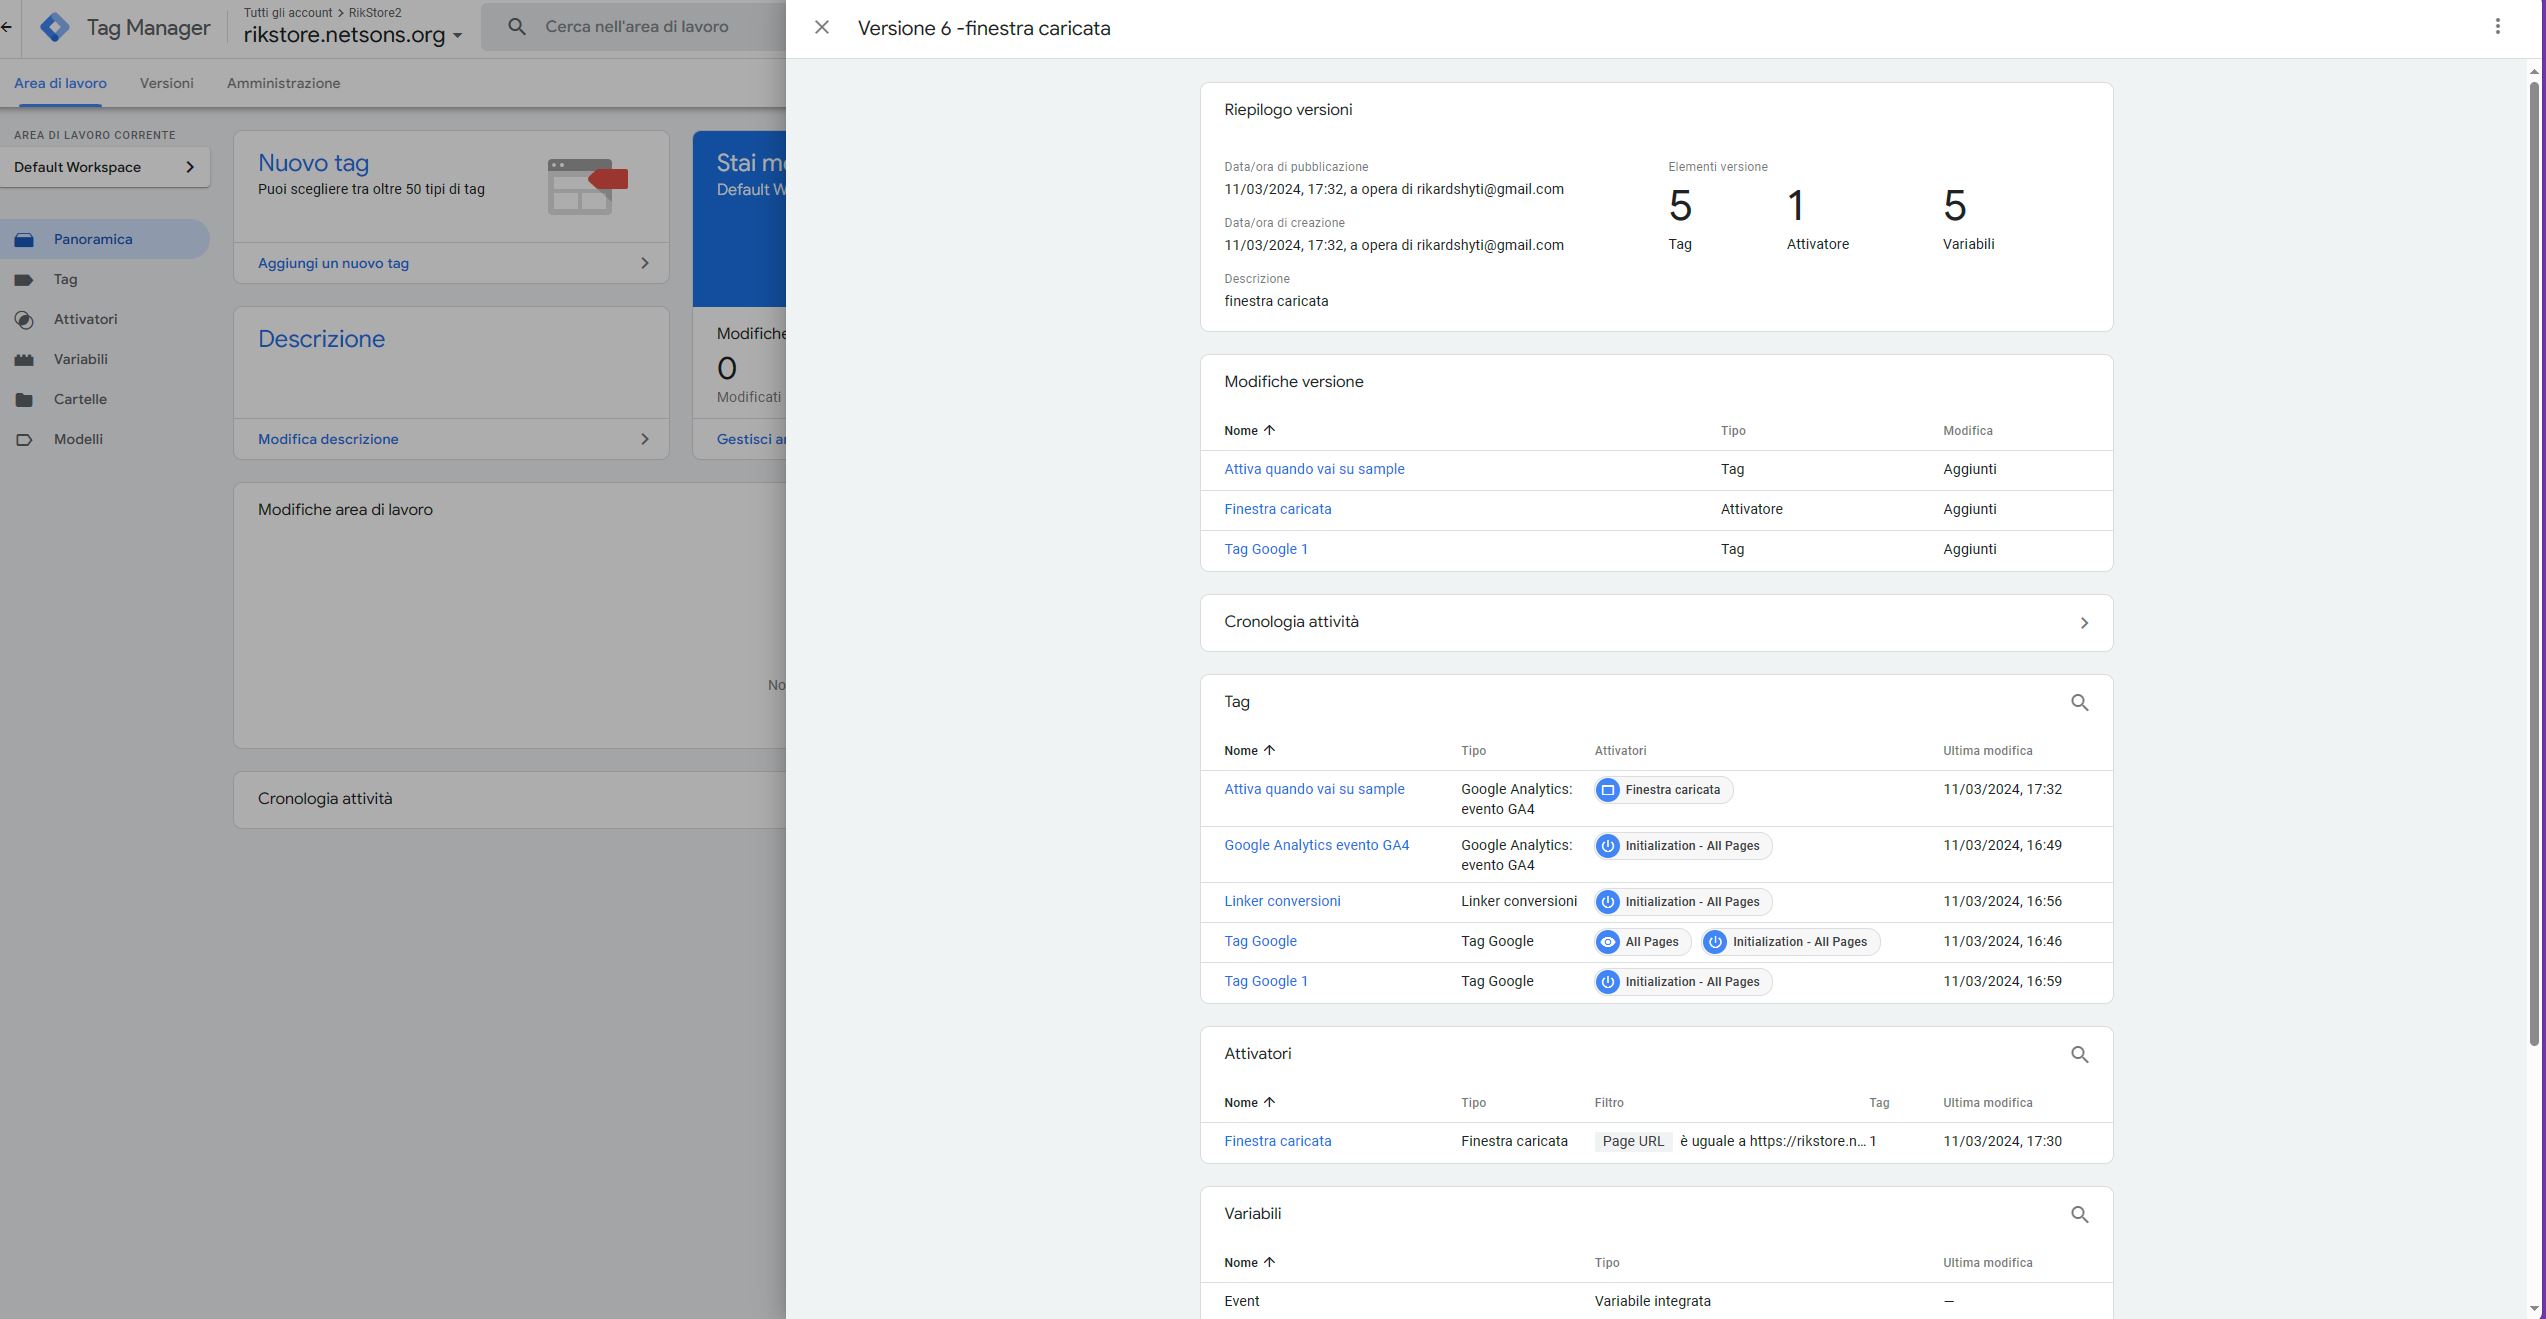 Tag Manager
Tutti gli account > RikStore2
rikstore.netsons.org
Cerca nell'area di lavoro
Area di lavoro
Versioni
Amministrazione
AREA DI LAVORO CORRENTE
Default Workspace
Panoramica
Tag
Attivatori
Variabili
Cartelle
Modelli
Nuovo tag
Puoi scegliere tra oltre 50 tipi di tag
Aggiungi un nuovo tag
Descrizione
Modifica descrizione
Stai m
Default W
Modifiche
0
Modificati
Gestisci a
Modifiche area di lavoro
No
Cronologia attività
Versione 6 -finestra caricata
Riepilogo versioni
Data/ora di pubblicazione
11/03/2024, 17:32, a opera di rikardshyti@gmail.com
Data/ora di creazione
11/03/2024, 17:32, a opera di rikardshyti@gmail.com
Descrizione
finestra caricata
Elementi versione
5 1 5
Tag Attivatore Variabili
Modifiche versione
Nome Tipo Modifica
Attiva quando vai su sample Tag Aggiunti
Finestra caricata Attivatore Aggiunti
Tag Google 1 Tag Aggiunti
Cronologia attività
Tag
Nome Tipo Attivatori Ultima modifica
Attiva quando vai su sample Google Analytics: Finestra caricata 11/03/2024, 17:32
evento GA4
Google Analytics evento GA4 Google Analytics: Initialization - All Pages 11/03/2024, 16:49
evento GA4
Linker conversioni Linker conversioni Initialization - All Pages 11/03/2024, 16:56
Tag Google Tag Google All Pages Initialization - All Pages 11/03/2024, 16:46
Tag Google 1 Tag Google Initialization - All Pages 11/03/2024, 16:59
Attivatori
Nome Tipo Filtro Tag Ultima modifica
Finestra caricata Finestra caricata Page URL è uguale a https://rikstore.n... 1 11/03/2024, 17:30
Variabili
Nome Tipo Ultima modifica
Event Variabile integrata —